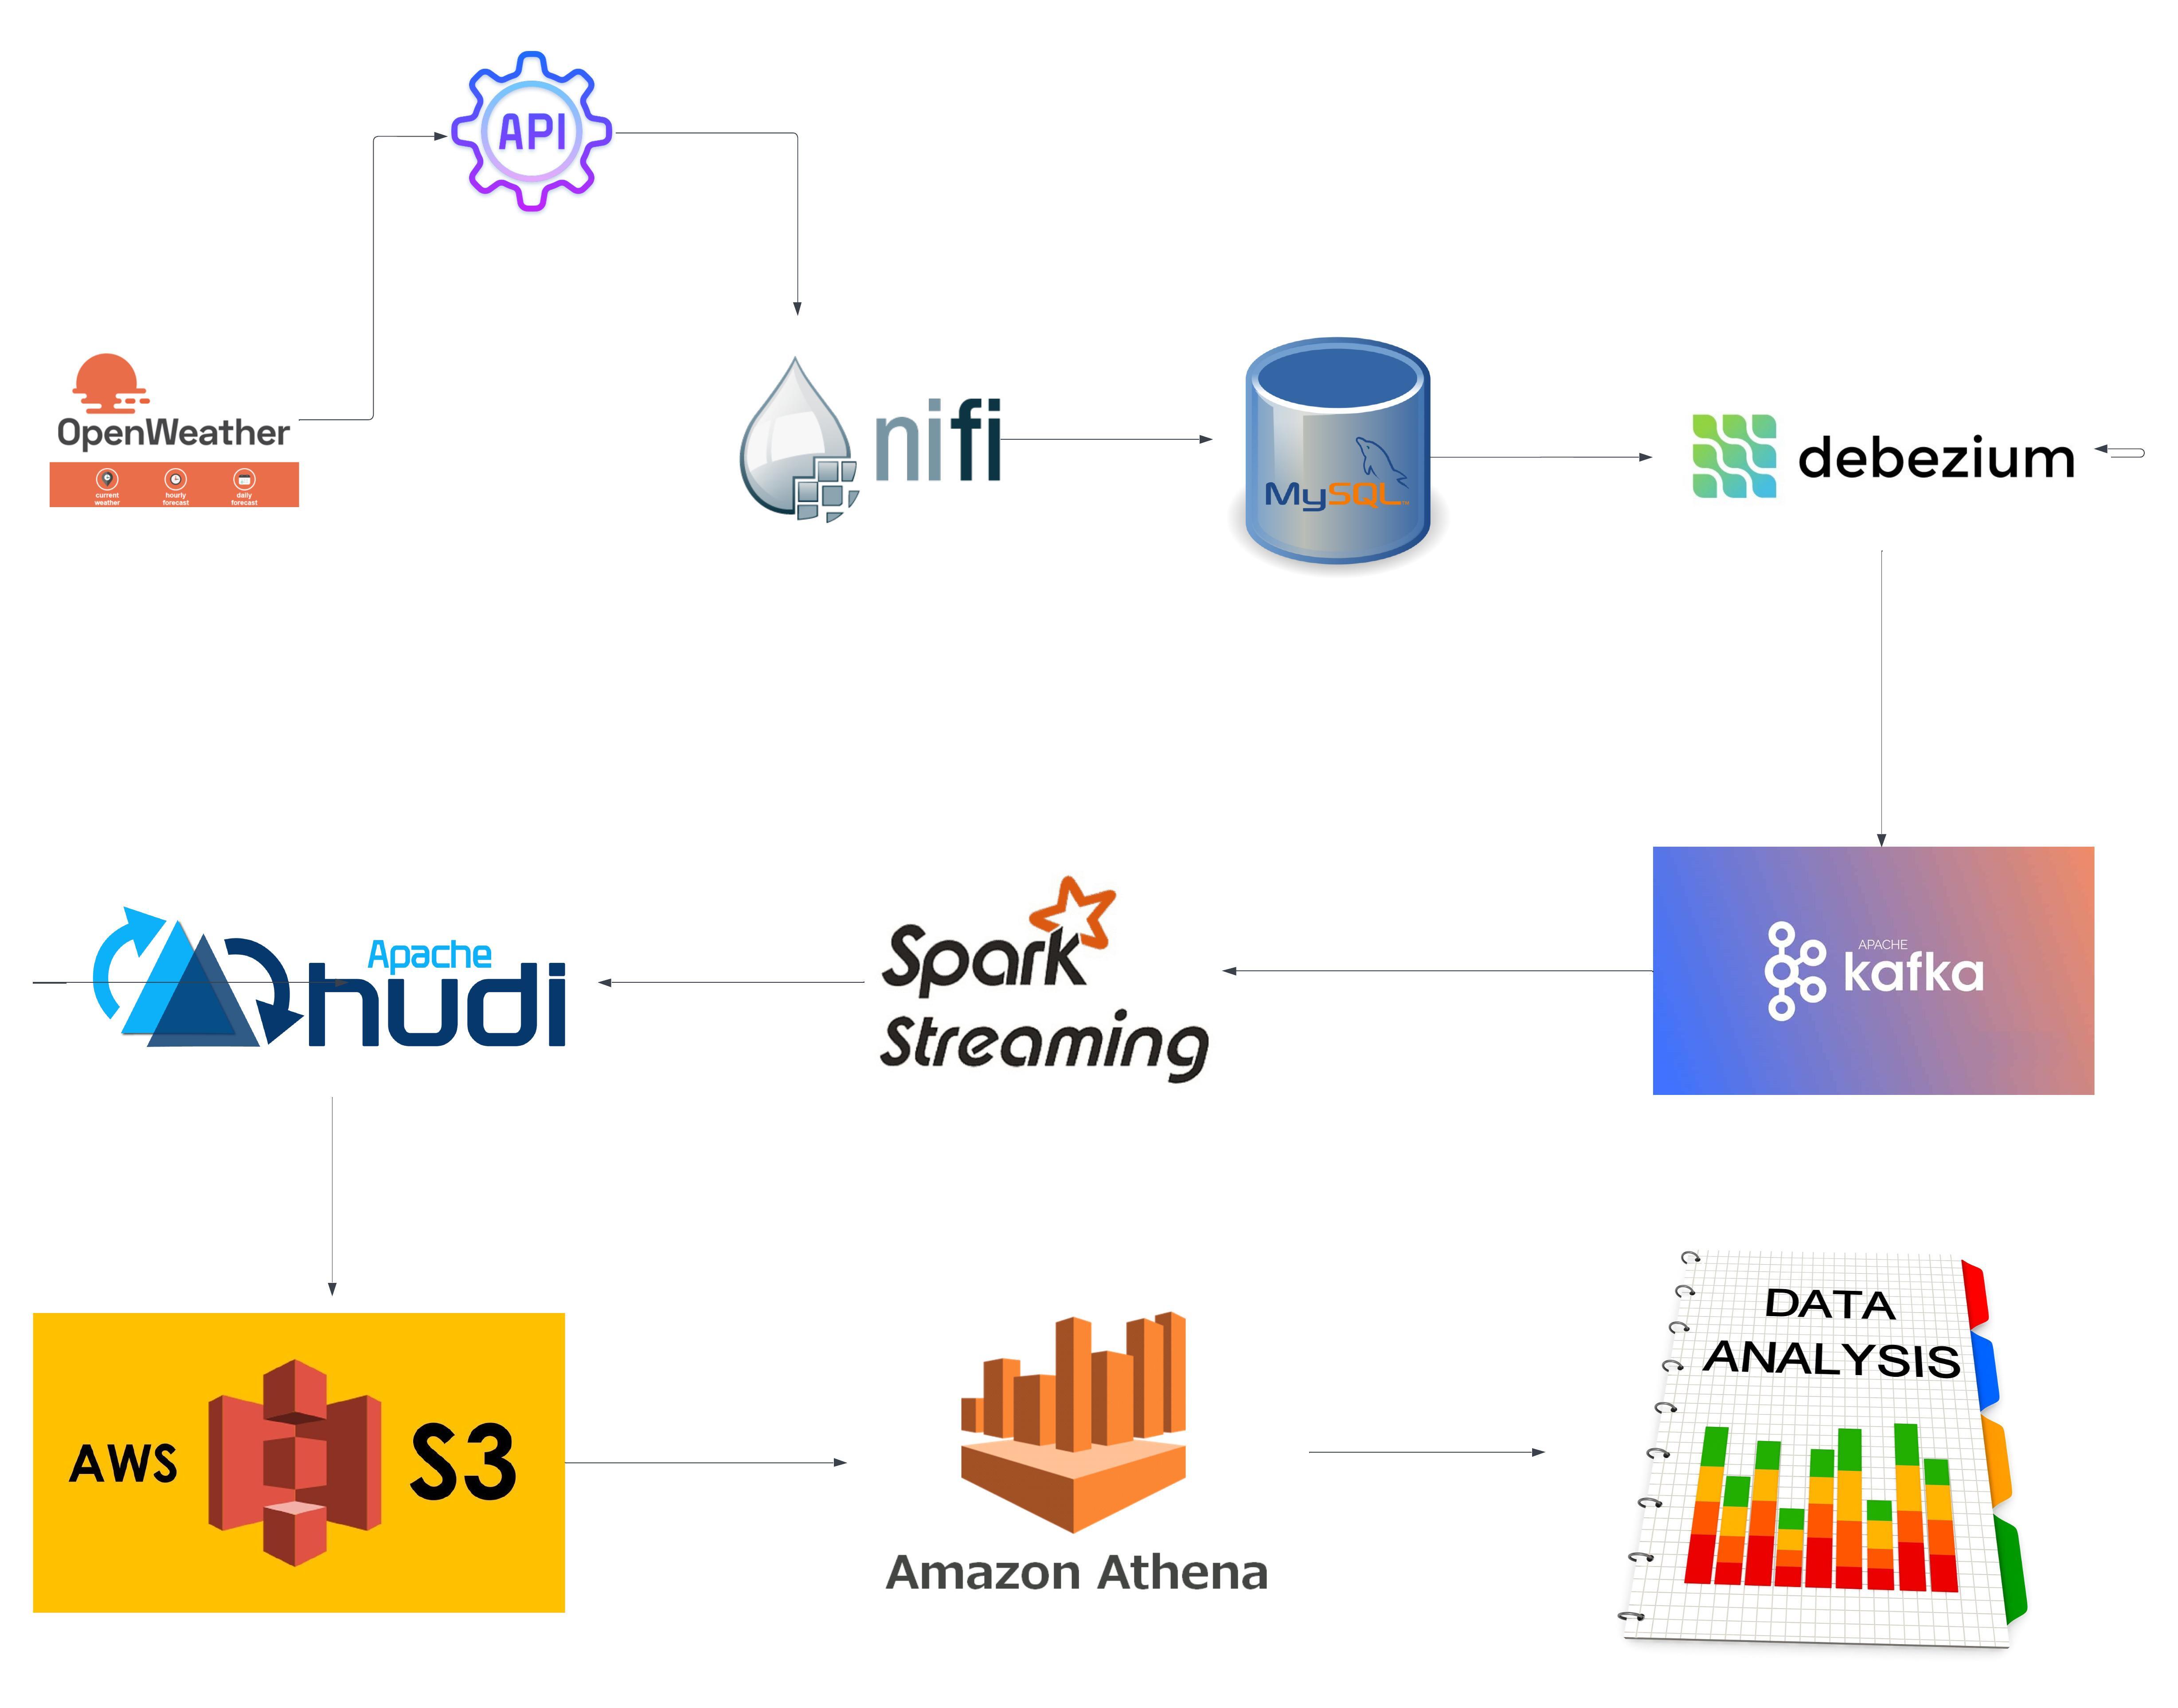 API
OpenWeather
current
weather
hourly
forecast
daily
forecast
nifi
MySQL™
debezium
Apache
hudi
Spark
Streaming
APACHE
kafka
AWS
S3
Amazon Athena
DATA
ANALYSIS